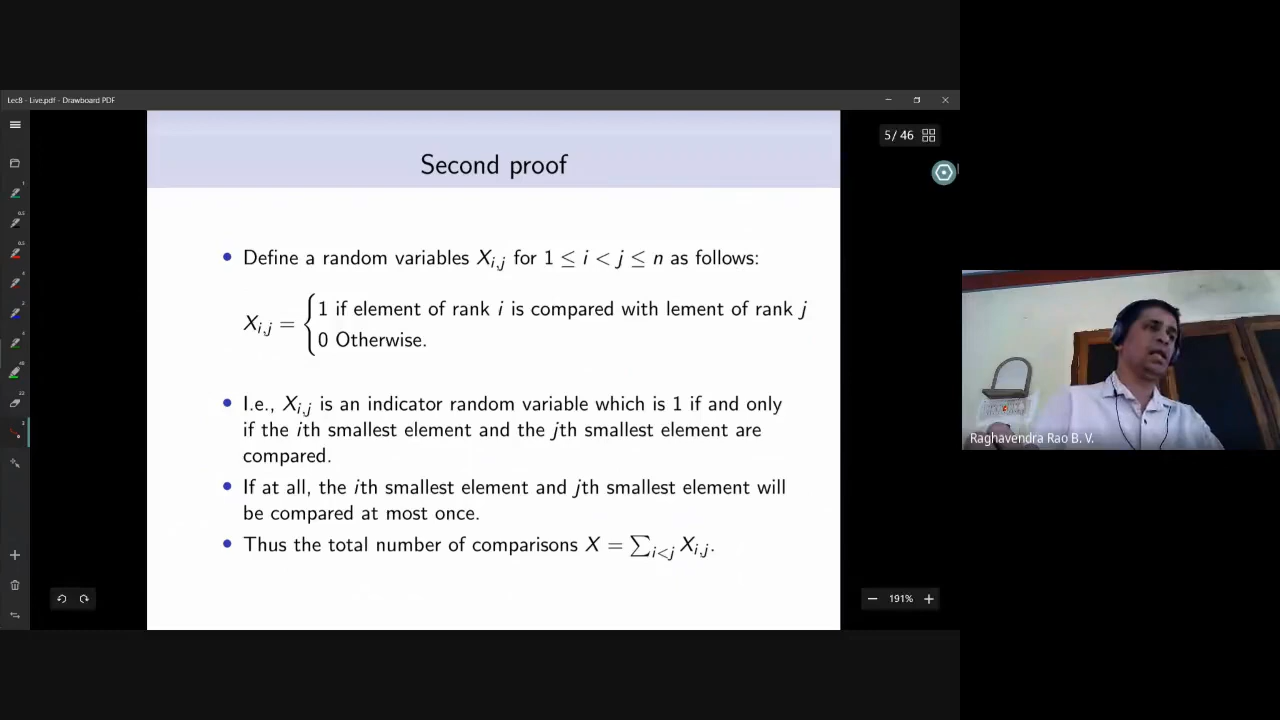 Lec8 - Live.pdf - Drawboard PDF
5 / 46
Second proof
• Define a random variables X_{i,j} for 1 ≤ i < j ≤ n as follows:
X_{i,j} = { 1 if element of rank i is compared with lement of rank j
0 Otherwise.
• I.e., X_{i,j} is an indicator random variable which is 1 if and only
if the ith smallest element and the jth smallest element are
compared.
• If at all, the ith smallest element and jth smallest element will
be compared at most once.
• Thus the total number of comparisons X = ∑_{i<j} X_{i,j}.
191%
Raghavendra Rao B. V.